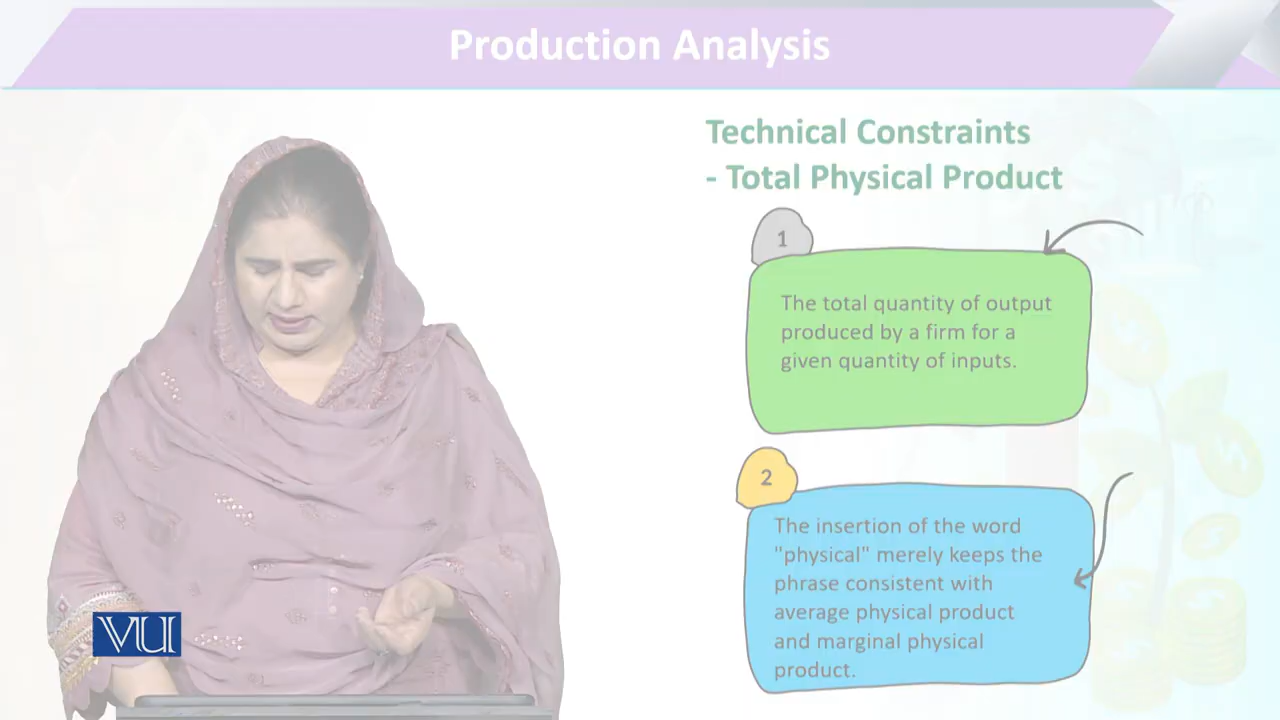 Production Analysis
Technical Constraints
- Total Physical Product
1
The total quantity of output
produced by a firm for a
given quantity of inputs.
2
The insertion of the word
"physical" merely keeps the
phrase consistent with
average physical product
and marginal physical
product.
VU